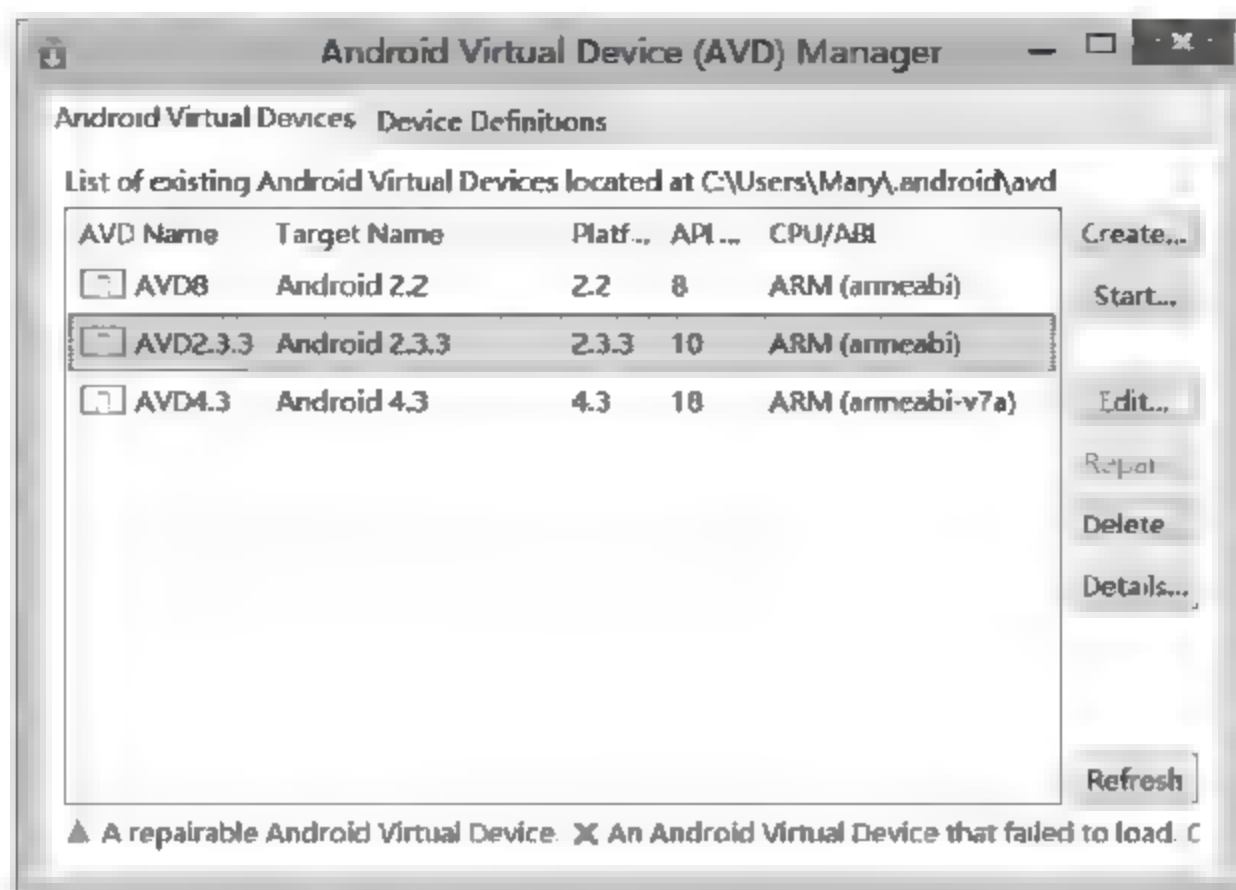 Android Virtual Device (AVD) Manager
Android Virtual Devices Device Definitions
List of existing Android Virtual Devices located at C:\Users\Mary\.android\avd
AVD Name Target Name Platf... API ... CPU/ABI
AVD8 Android 2.2 2.2 8 ARM (armeabi)
AVD2.3.3 Android 2.3.3 2.3.3 10 ARM (armeabi)
AVD4.3 Android 4.3 4.3 18 ARM (armeabi-v7a)
Create...
Start...
Edit...
Repair...
Delete...
Details...
Refresh
A repairable Android Virtual Device. An Android Virtual Device that failed to load. C